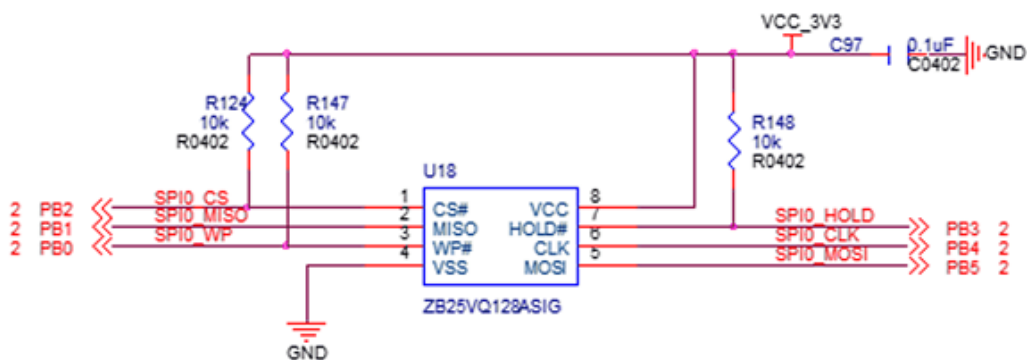 VCC_3V3
C97
0.1uF
C0402
GND
R124
10k
R0402
R147
10k
R0402
R148
10k
R0402
U18
2 PB2 SPI0_CS 1 CS# VCC 8
2 PB1 SPI0_MISO 2 MISO HOLD# 7 SPI0_HOLD PB3 2
2 PB0 SPI0_WP 3 WP# CLK 6 SPI0_CLK PB4 2
4 VSS MOSI 5 SPI0_MOSI PB5 2
ZB25VQ128ASIG
GND